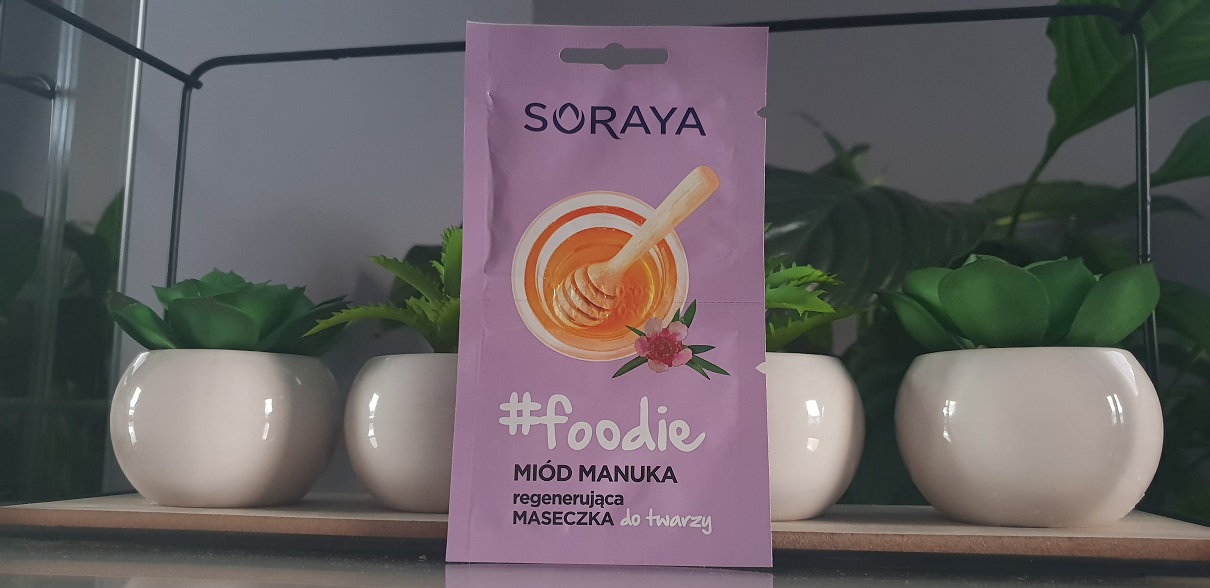 SORAYA
#foodie
MIÓD MANUKA
regenerująca
MASECZKA do twarzy